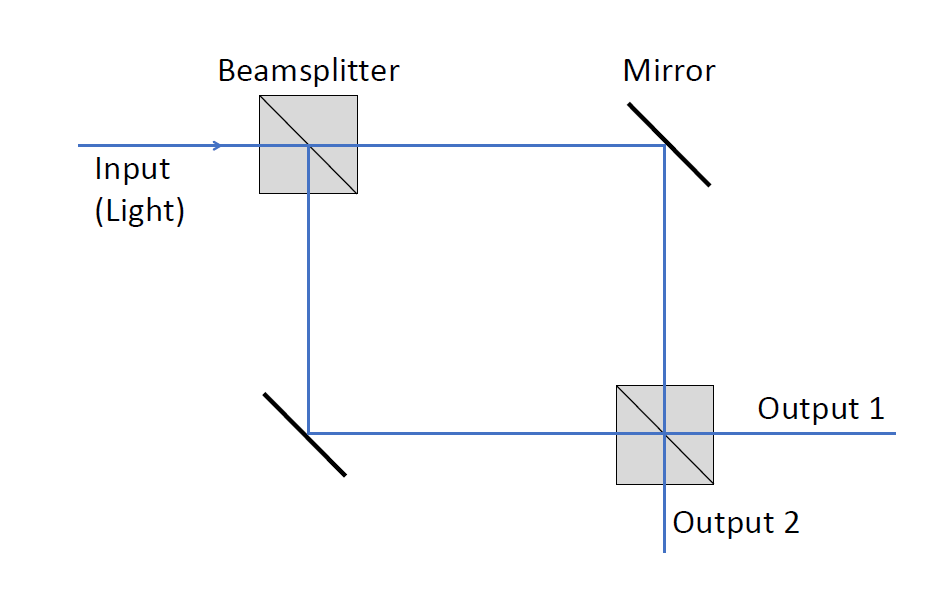 Beamsplitter
Mirror
Input
(Light)
Output 1
Output 2